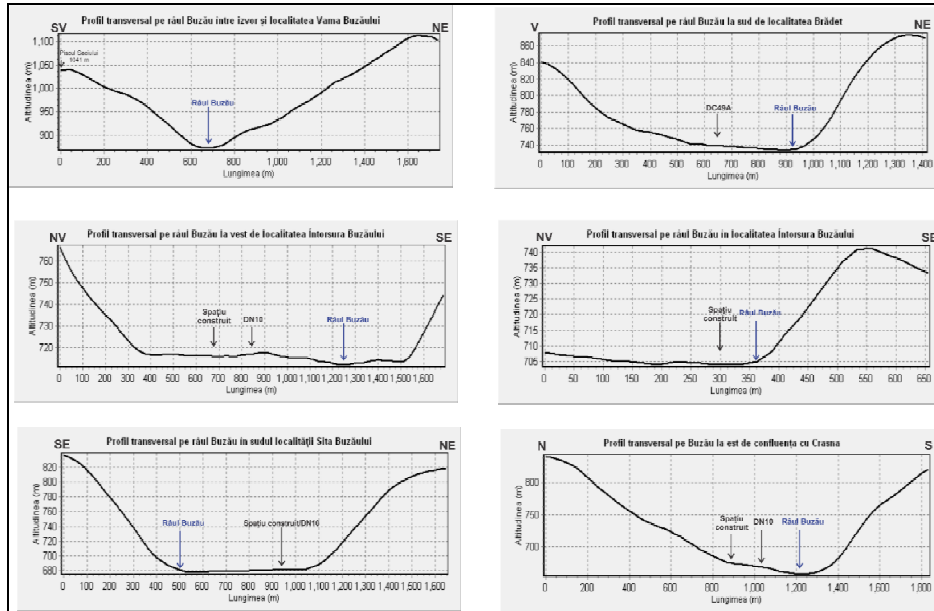 Profil transversal pe râul Buzău intre izvor și localitatea Vama Buzăului
SV
NE
1,100
1,050
1,000
950
900
Altitudinea (m)
1041 m
Râul Buzău
0 200 400 600 800 1,000 1,200 1,400 1,600
Lungimea (m)
Profil transversal pe râul Buzău la sud de localitatea Brădet
V
NE
840
820
800
780
760
740
Altitudinea (m)
DC49A
Râul Buzău
0 100 200 300 400 500 600 700 800 900 1,000 1,100 1,200 1,300 1,400
Lungimea (m)
Profil transversal pe râul Buzău la vest de localitatea Întorsura Buzăului
NV
SE
760
750
740
730
720
Altitudinea (m)
Spațiu
construit
DN10
Râul Buzău
0 100 200 300 400 500 600 700 800 900 1,000 1,100 1,200 1,300 1,400 1,500 1,600
Lungimea (m)
Profil transversal pe râul Buzău in localitatea Întorsura Buzăului
NV
SE
740
735
730
725
720
715
710
705
Altitudinea (m)
Spațiu
construit
Râul Buzău
0 50 100 150 200 250 300 350 400 450 500 550 600 650
Lungimea (m)
Profil transversal pe râul Buzău in sudul localității Sita Buzăului
SE
NE
820
800
780
760
740
720
700
680
Altitudinea (m)
Râul Buzău
Spațiu construit/DN10
0 100 200 300 400 500 600 700 800 900 1,000 1,100 1,200 1,300 1,400 1,500 1,600
Lungimea (m)
Profil transversal pe Buzău la est de confluența cu Crasna
N
S
800
750
700
Altitudinea (m)
Spațiu
construit
DN10
Râul Buzău
0 200 400 600 800 1,000 1,200 1,400 1,600 1,800
Lungimea (m)